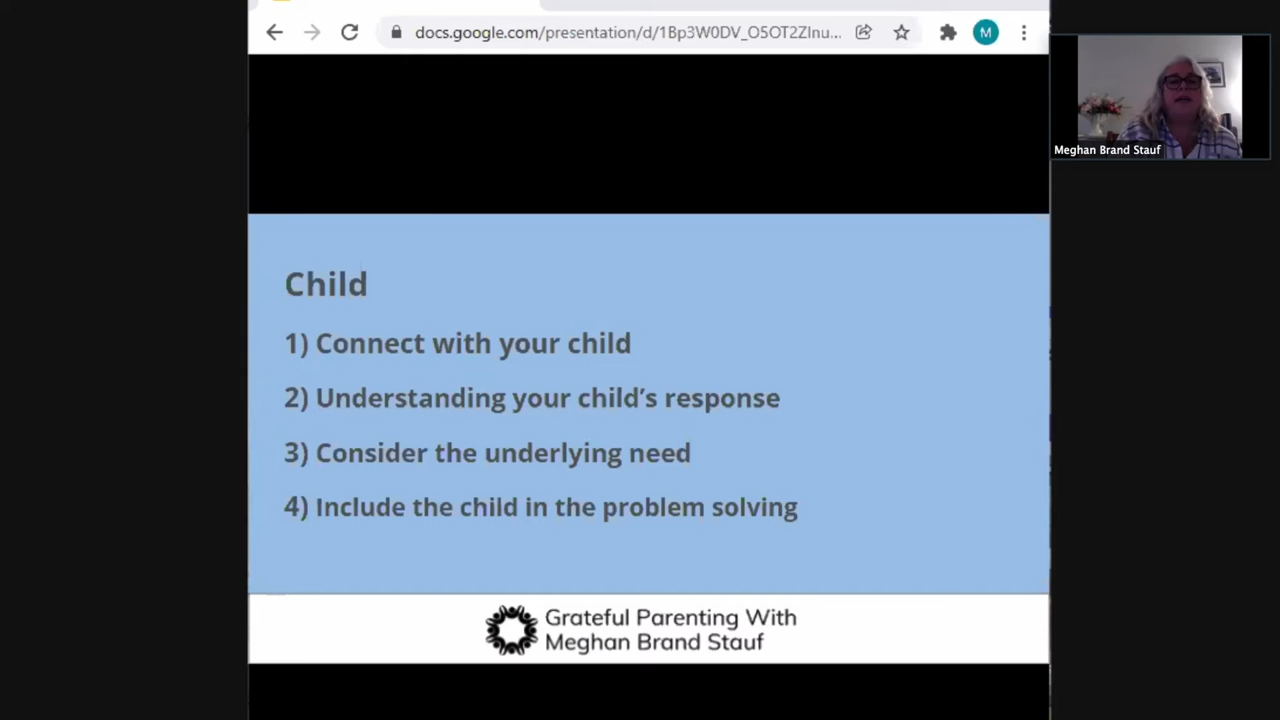 docs.google.com/presentation/d/1Bp3W0DV_O5OT2ZInu...
M
Meghan Brand Stauf
Child
1) Connect with your child
2) Understanding your child's response
3) Consider the underlying need
4) Include the child in the problem solving
Grateful Parenting With
Meghan Brand Stauf